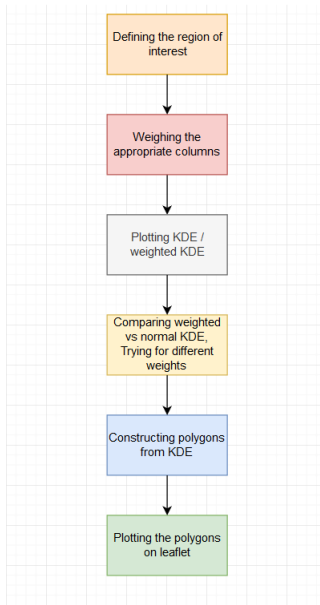 Defining the region of
interest
Weighing the
appropriate columns
Plotting KDE /
weighted KDE
Comparing weighted
vs normal KDE,
Trying for different
weights
Constructing polygons
from KDE
Plotting the polygons
on leaflet